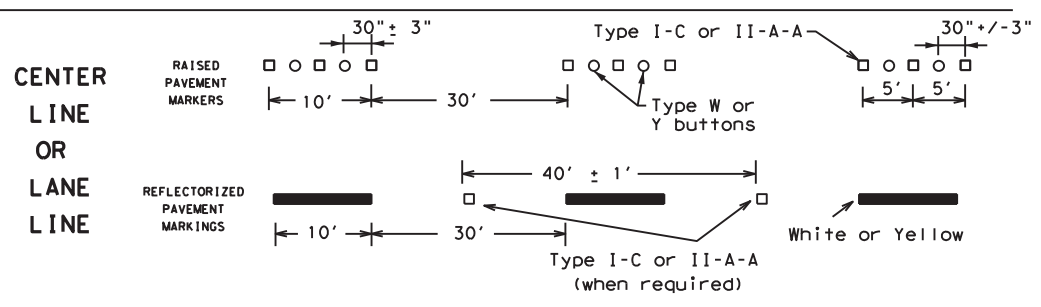 30"± 3"
Type I-C or II-A-A
30"+/-3"
CENTER
LINE
OR
LANE
LINE
RAISED
PAVEMENT
MARKERS
10'
30'
Type W or
Y buttons
5'
5'
REFLECTORIZED
PAVEMENT
MARKINGS
40' ± 1'
10'
30'
Type I-C or II-A-A
(when required)
White or Yellow